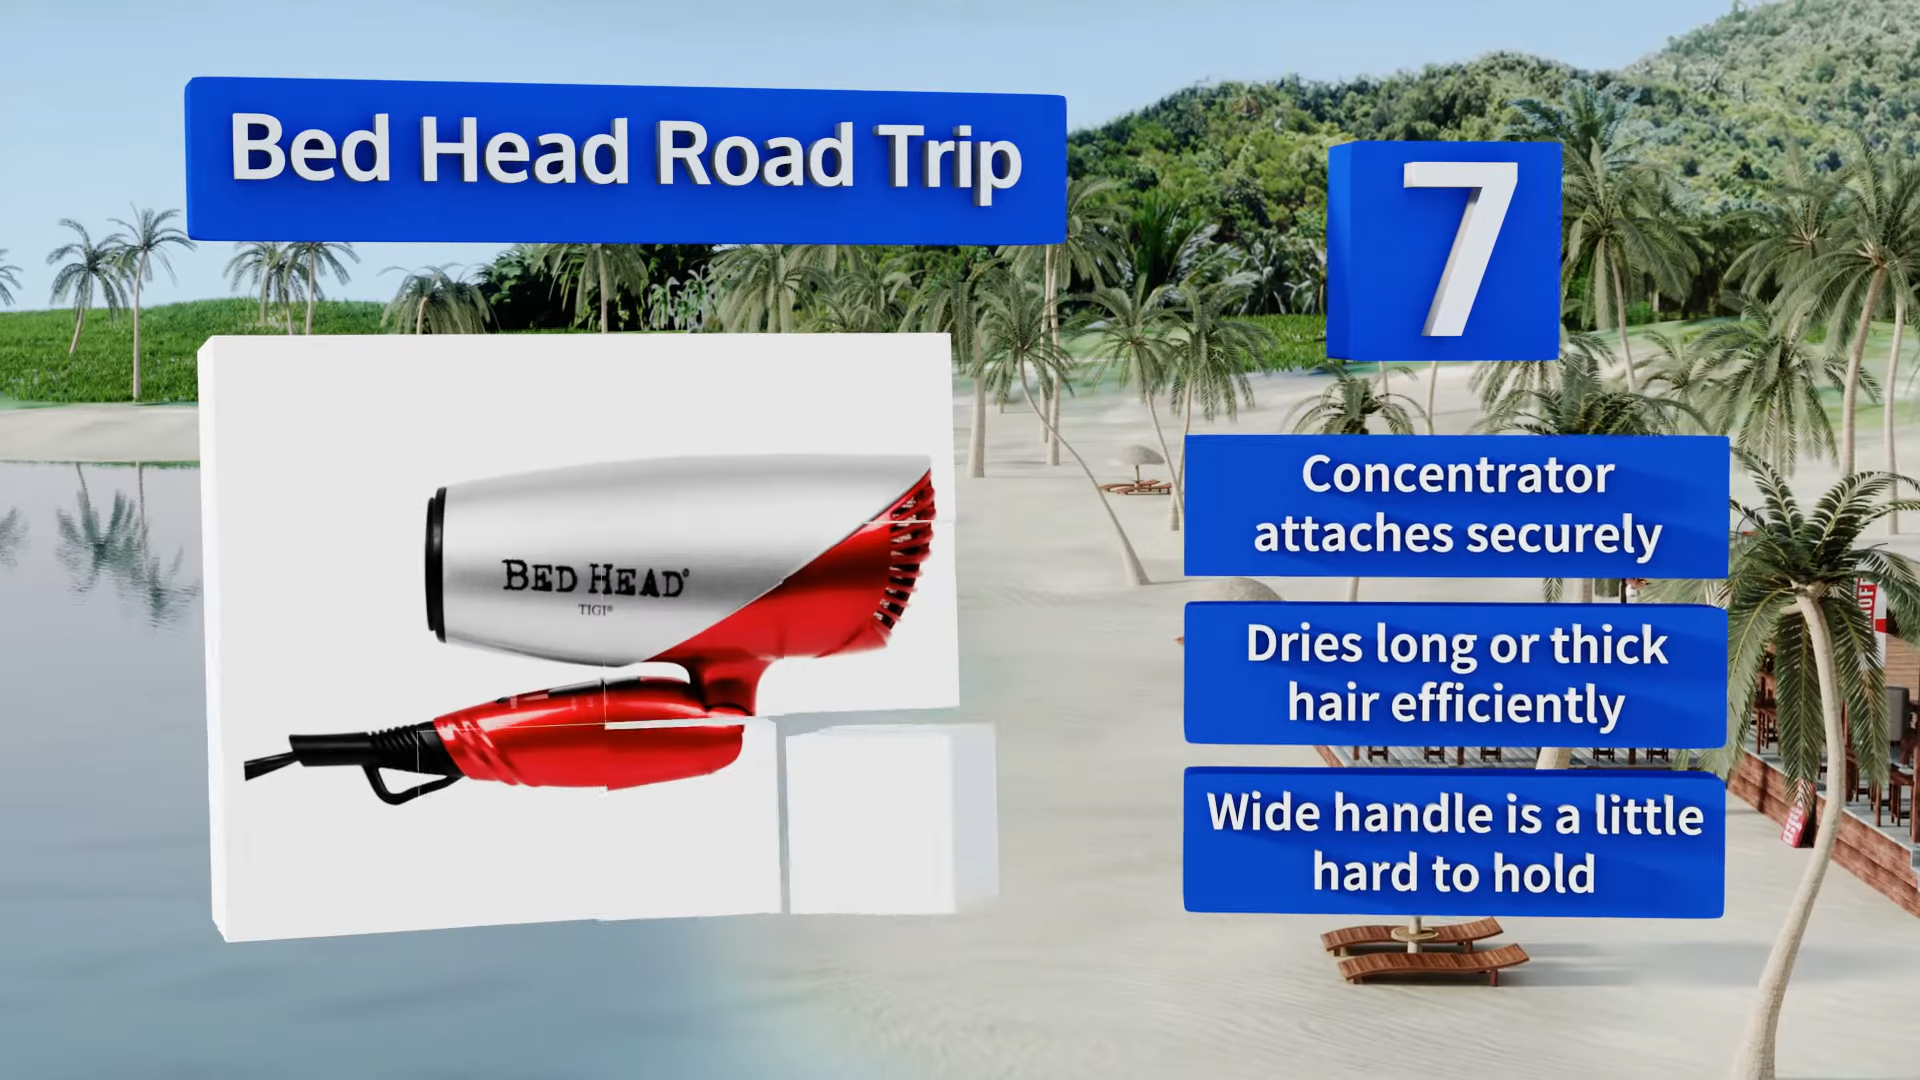 Bed Head Road Trip
7
BED HEAD®
TIGI®
Concentrator
attaches securely
Dries long or thick
hair efficiently
Wide handle is a little
hard to hold